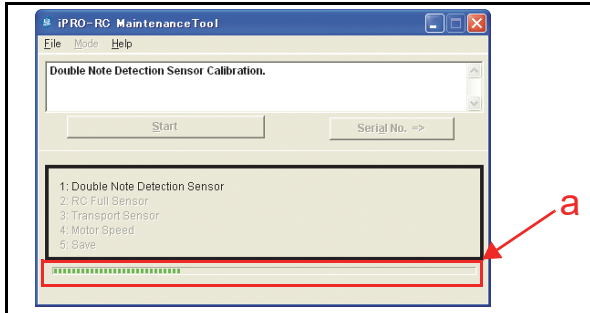 iPRO-RC MaintenanceTool
File Mode Help
Double Note Detection Sensor Calibration.
Start Serial No. =>
1: Double Note Detection Sensor
2: RC Full Sensor
3: Transport Sensor
4: Motor Speed
5: Save
a